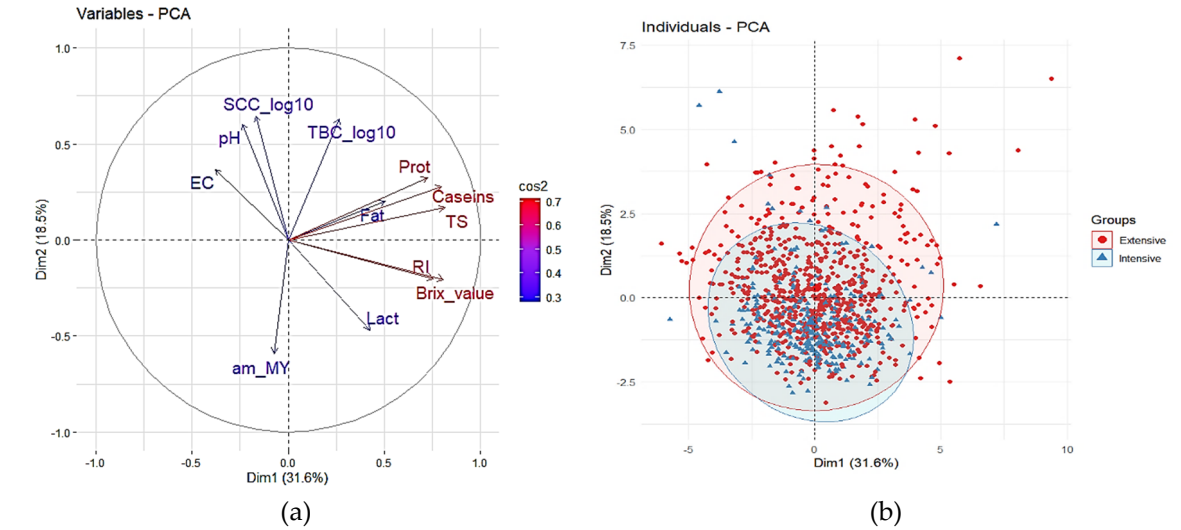 Variables - PCA
1.0
0.5
0.0
-0.5
-1.0
Dim2 (18.5%)
SCC_log10
pH
TBC_log10
EC
Prot
Caseins
Fat
TS
RI
Brix_value
Lact
am_MY
-1.0
-0.5
0.0
0.5
1.0
Dim1 (31.6%)
cos2
0.7
0.6
0.5
0.4
0.3
(a)
Individuals - PCA
7.5
5.0
2.5
0.0
-2.5
Dim2 (18.5%)
-5
0
5
10
Dim1 (31.6%)
Groups
Extensive
Intensive
(b)